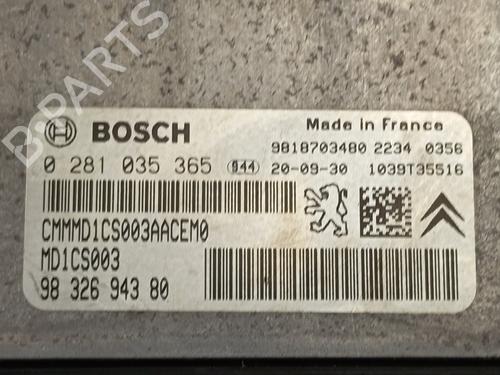 B-PARTS
BOSCH
Made in France
9818703480 2234 0356
0 281 035 365 944 20-09-30 1039T35516
CMMMD1CS003AACEM0
MD1CS003
98 326 943 80